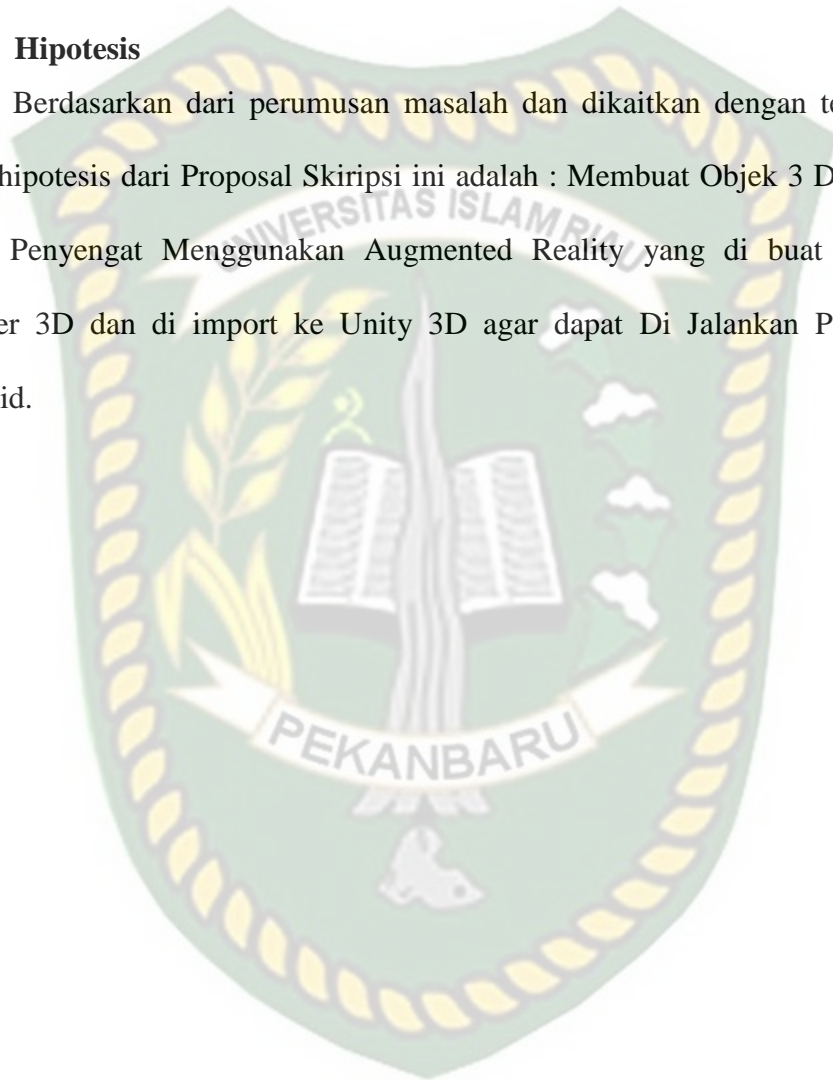 Hipotesis
Berdasarkan dari perumusan masalah dan dikaitkan dengan
hipotesis dari Proposal Skiripsi ini adalah : Membuat Objek 3 D
Penyengat Menggunakan Augmented Reality yang di buat
er 3D dan di import ke Unity 3D agar dapat Di Jalankan P
id.
UNIVERSITAS ISLAM RIAU
PEKANBARU